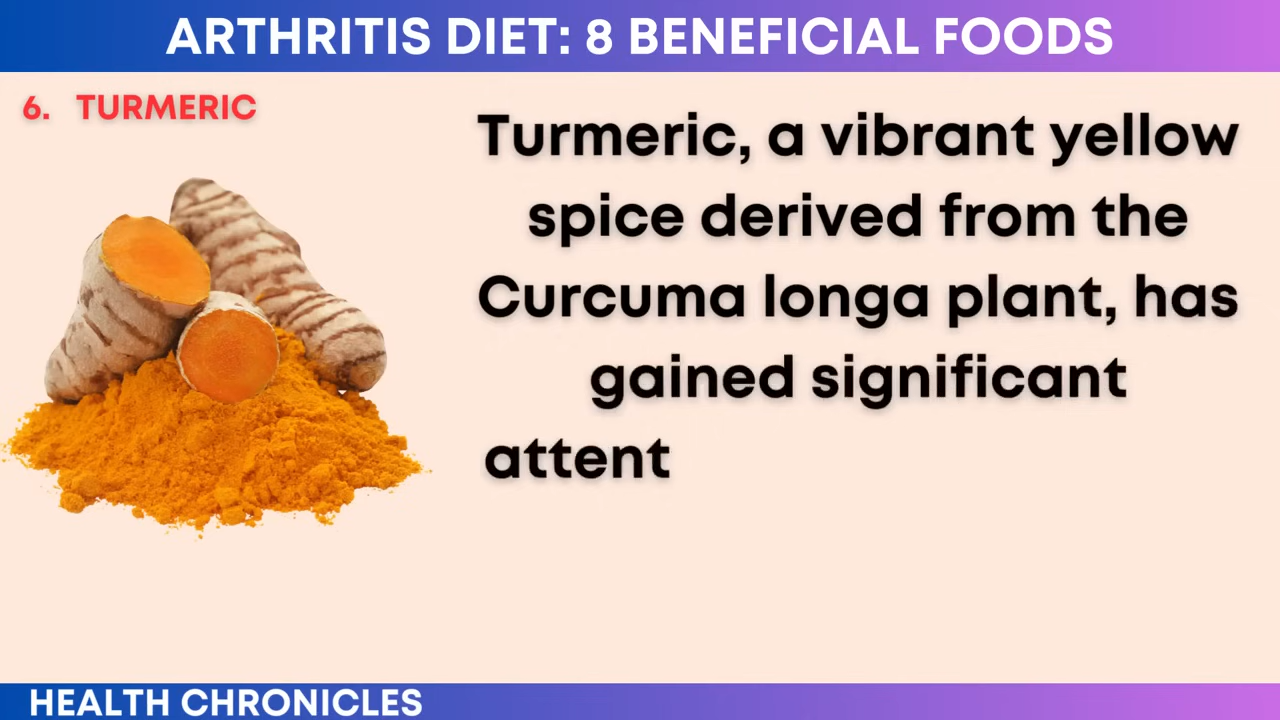 ARTHRITIS DIET: 8 BENEFICIAL FOODS
6. TURMERIC
Turmeric, a vibrant yellow
spice derived from the
Curcuma longa plant, has
gained significant
attent
HEALTH CHRONICLES